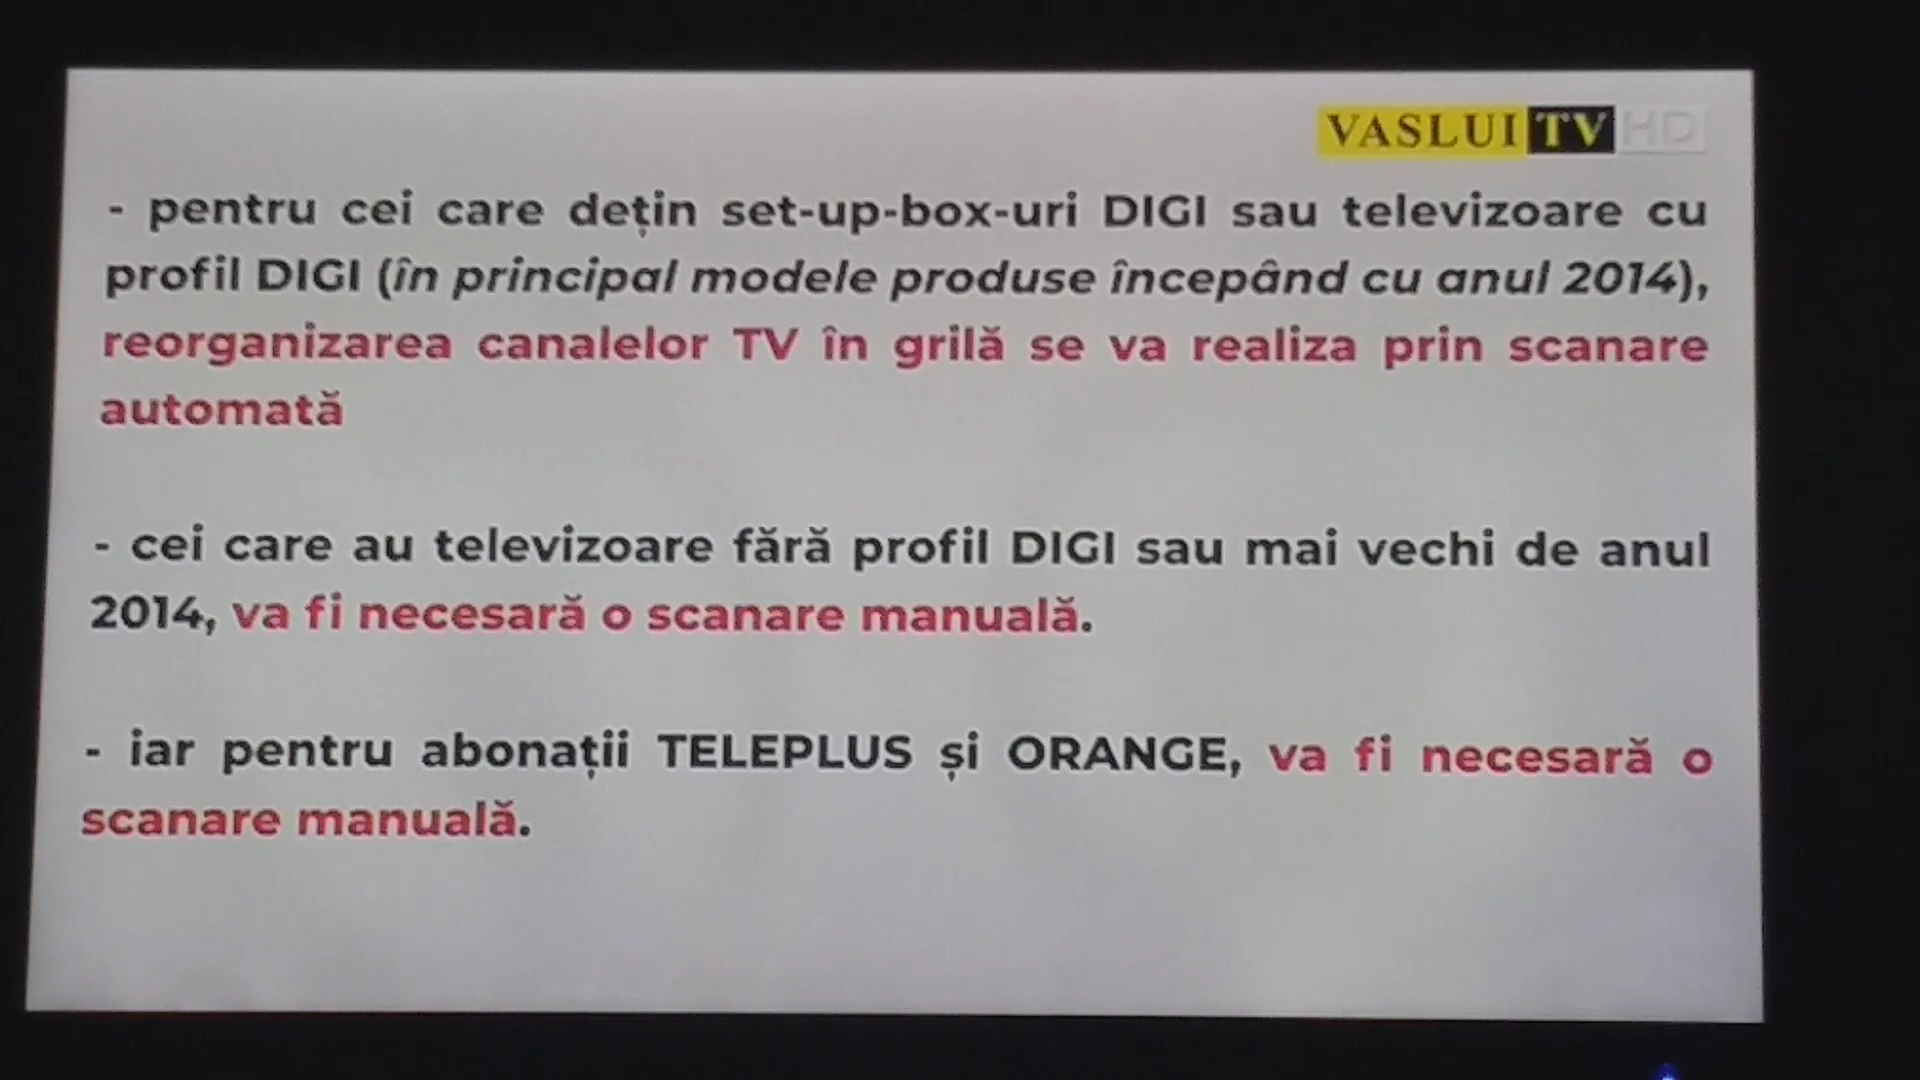 VASLUI TV HD
- pentru cei care dețin set-up-box-uri DIGI sau televizoare cu
profil DIGI (în principal modele produse începând cu anul 2014),
reorganizarea canalelor TV în grilă se va realiza prin scanare
automată
- cei care au televizoare fără profil DIGI sau mai vechi de anul
2014, va fi necesară o scanare manuală.
- iar pentru abonații TELEPLUS și ORANGE, va fi necesară o
scanare manuală.